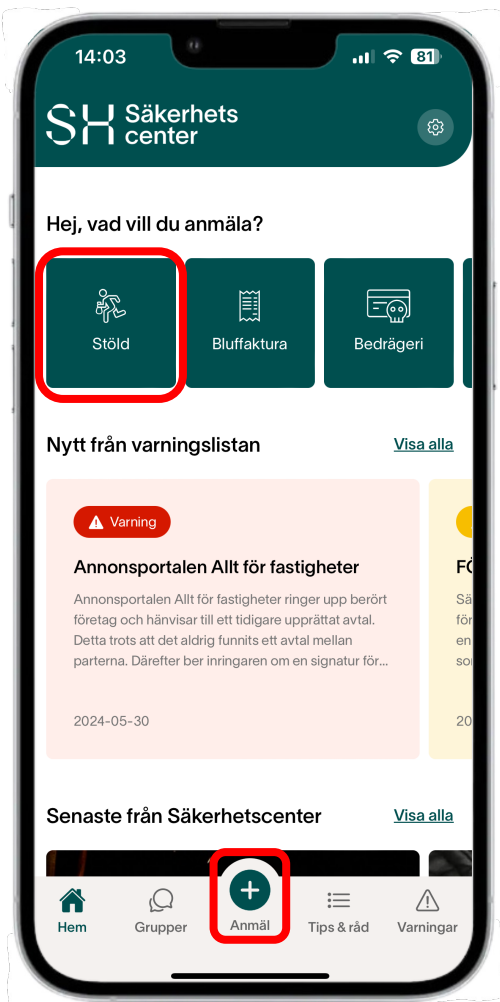 14:03
81
SH Säkerhets
center
Hej, vad vill du anmäla?
Stöld
Bluffaktura
Bedrägeri
Nytt från varningslistan
Visa alla
Varning
Annonsportalen Allt för fastigheter
Annonsportalen Allt för fastigheter ringer upp berört
företag och hänvisar till ett tidigare upprättat avtal.
Detta trots att det aldrig funnits ett avtal mellan
parterna. Därefter ber inringaren om en signatur för...
2024-05-30
Senaste från Säkerhetscenter
Visa alla
Hem
Grupper
Anmäl
Tips & råd
Varningar